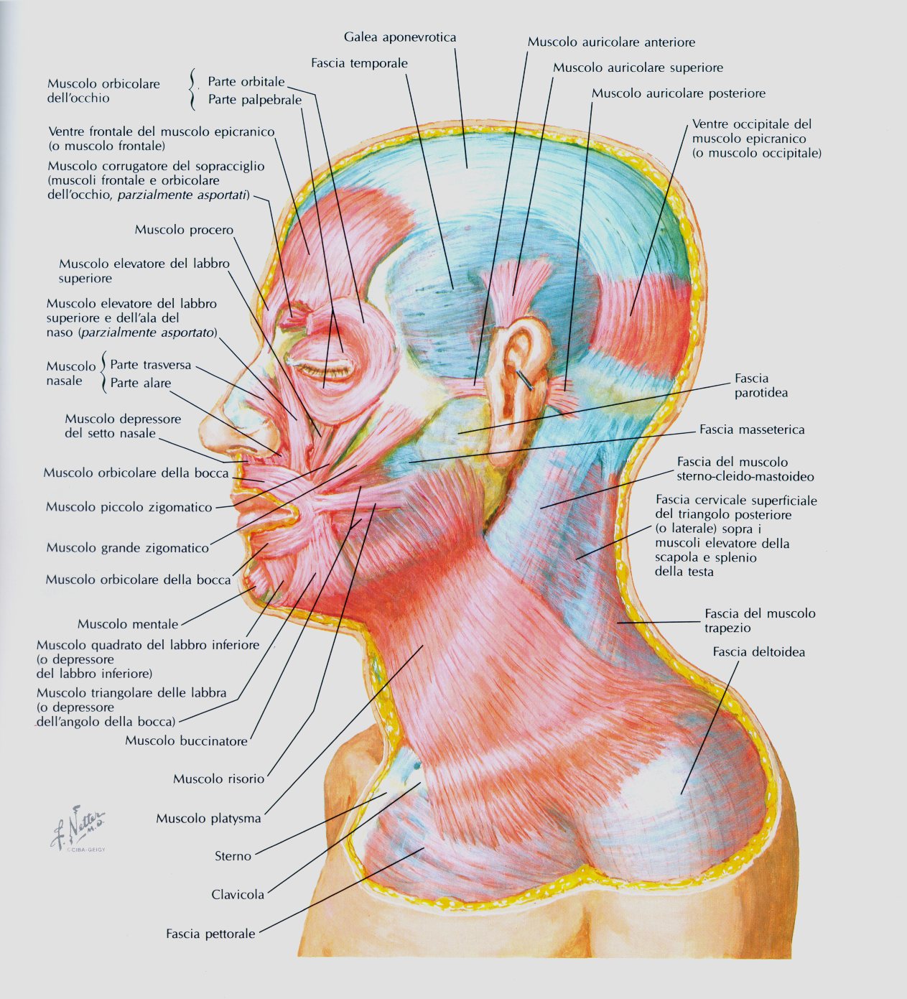 Galea aponevrotica
Fascia temporale
Muscolo auricolare anteriore
Muscolo auricolare superiore
Muscolo auricolare posteriore
Ventre occipitale del
muscolo epicranico
(o muscolo occipitale)
Muscolo orbicolare
dell'occhio
Parte orbitale
Parte palpebrale
Ventre frontale del muscolo epicranico
(o muscolo frontale)
Muscolo corrugatore del sopracciglio
(muscoli frontale e orbicolare
dell'occhio, parzialmente asportati)
Muscolo procero
Muscolo elevatore del labbro
superiore
Muscolo elevatore del labbro
superiore e dell'ala del
naso (parzialmente asportato)
Muscolo
nasale
Parte trasversa
Parte alare
Muscolo depressore
del setto nasale
Muscolo orbicolare della bocca
Muscolo piccolo zigomatico
Muscolo grande zigomatico
Muscolo orbicolare della bocca
Muscolo mentale
Muscolo quadrato del labbro inferiore
(o depressore
del labbro inferiore)
Muscolo triangolare delle labbra
(o depressore
dell'angolo della bocca)
Muscolo buccinatore
Muscolo risorio
Muscolo platysma
Sterno
Clavicola
Fascia pettorale
Fascia
parotidea
Fascia masseterica
Fascia del muscolo
sterno-cleido-mastoideo
Fascia cervicale superficiale
del triangolo posteriore
(o laterale) sopra i
muscoli elevatore della
scapola e splenio
della testa
Fascia del muscolo
trapezio
Fascia deltoidea
F. Netter
M.D.
©CIBA-GEIGY